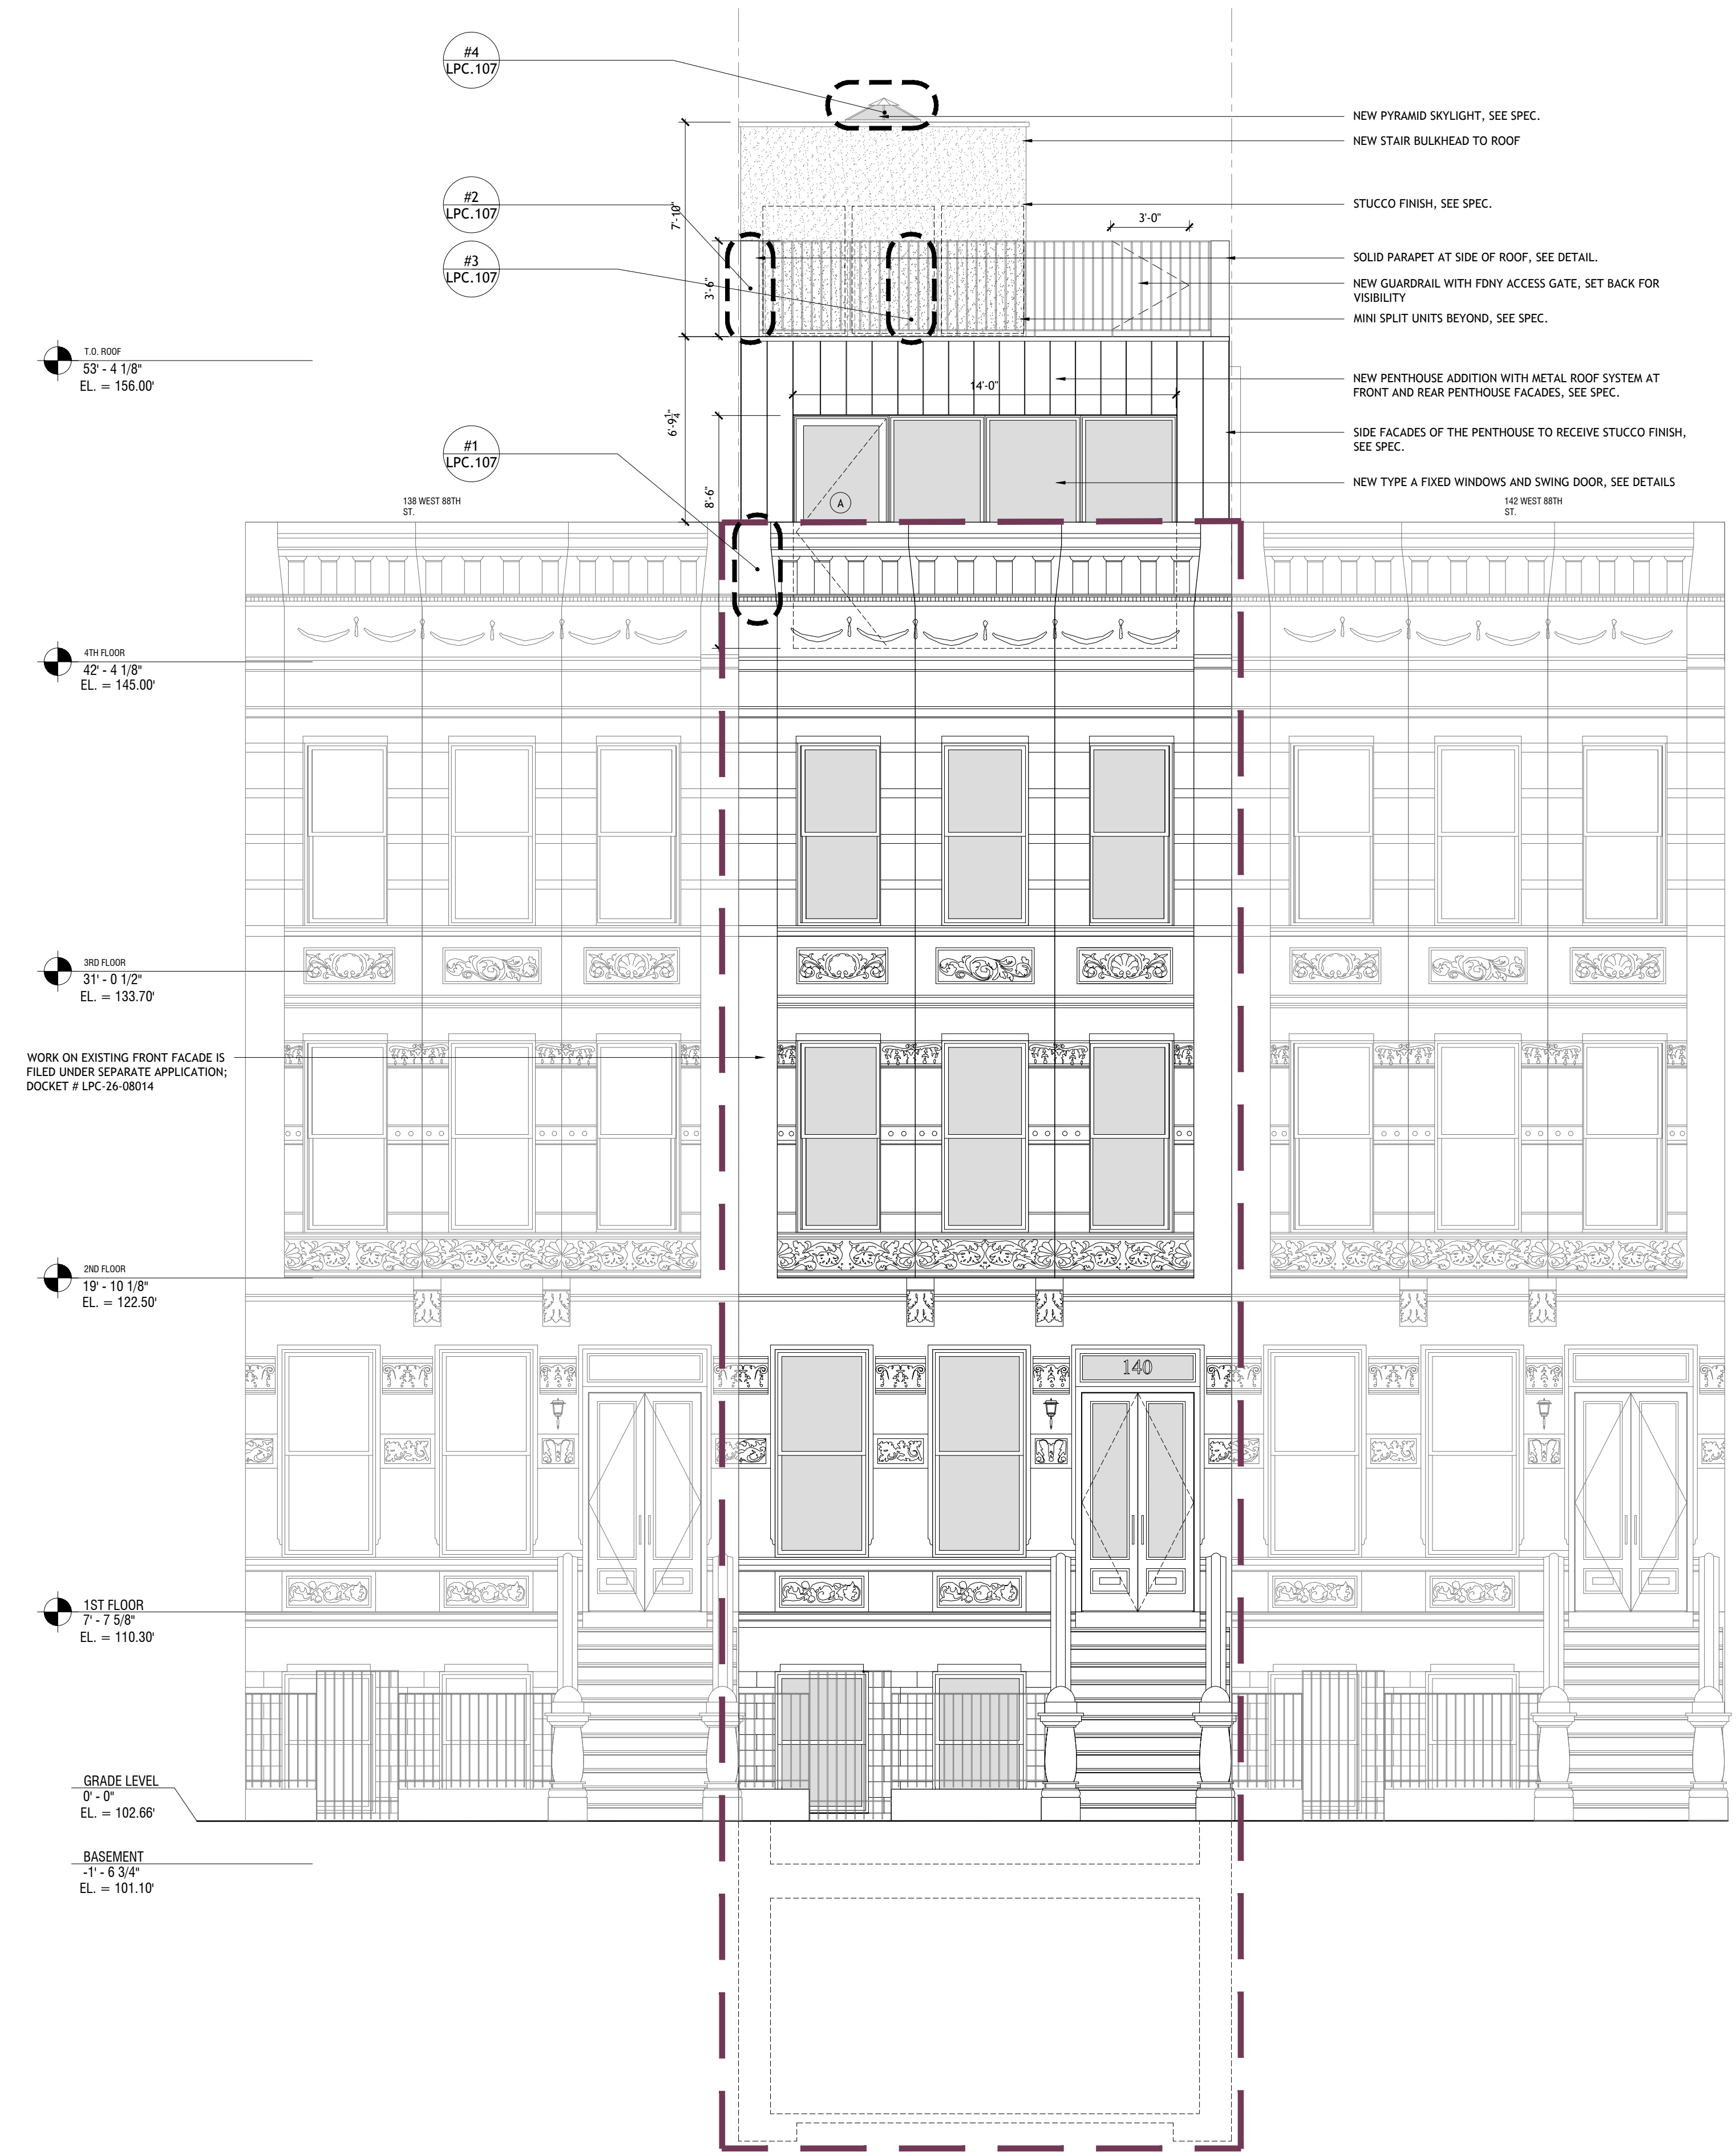 #4
LPC.107
NEW PYRAMID SKYLIGHT, SEE SPEC.
NEW STAIR BULKHEAD TO ROOF
#2
LPC.107
7'-10"
STUCCO FINISH, SEE SPEC.
3'-0"
#3
LPC.107
3'-6"
SOLID PARAPET AT SIDE OF ROOF, SEE DETAIL.
NEW GUARDRAIL WITH FDNY ACCESS GATE, SET BACK FOR
VISIBILITY
MINI SPLIT UNITS BEYOND, SEE SPEC.
T.O. ROOF
53' - 4 1/8"
EL. = 156.00'
14'-0"
NEW PENTHOUSE ADDITION WITH METAL ROOF SYSTEM AT
FRONT AND REAR PENTHOUSE FACADES, SEE SPEC.
6'-9 1/4"
#1
LPC.107
SIDE FACADES OF THE PENTHOUSE TO RECEIVE STUCCO FINISH,
SEE SPEC.
8'-6"
A
NEW TYPE A FIXED WINDOWS AND SWING DOOR, SEE DETAILS
138 WEST 88TH
ST.
142 WEST 88TH
ST.
4TH FLOOR
42' - 4 1/8"
EL. = 145.00'
3RD FLOOR
31' - 0 1/2"
EL. = 133.70'
WORK ON EXISTING FRONT FACADE IS
FILED UNDER SEPARATE APPLICATION;
DOCKET # LPC-26-08014
2ND FLOOR
19' - 10 1/8"
EL. = 122.50'
140
1ST FLOOR
7' - 7 5/8"
EL. = 110.30'
GRADE LEVEL
0' - 0"
EL. = 102.66'
BASEMENT
-1' - 6 3/4"
EL. = 101.10'